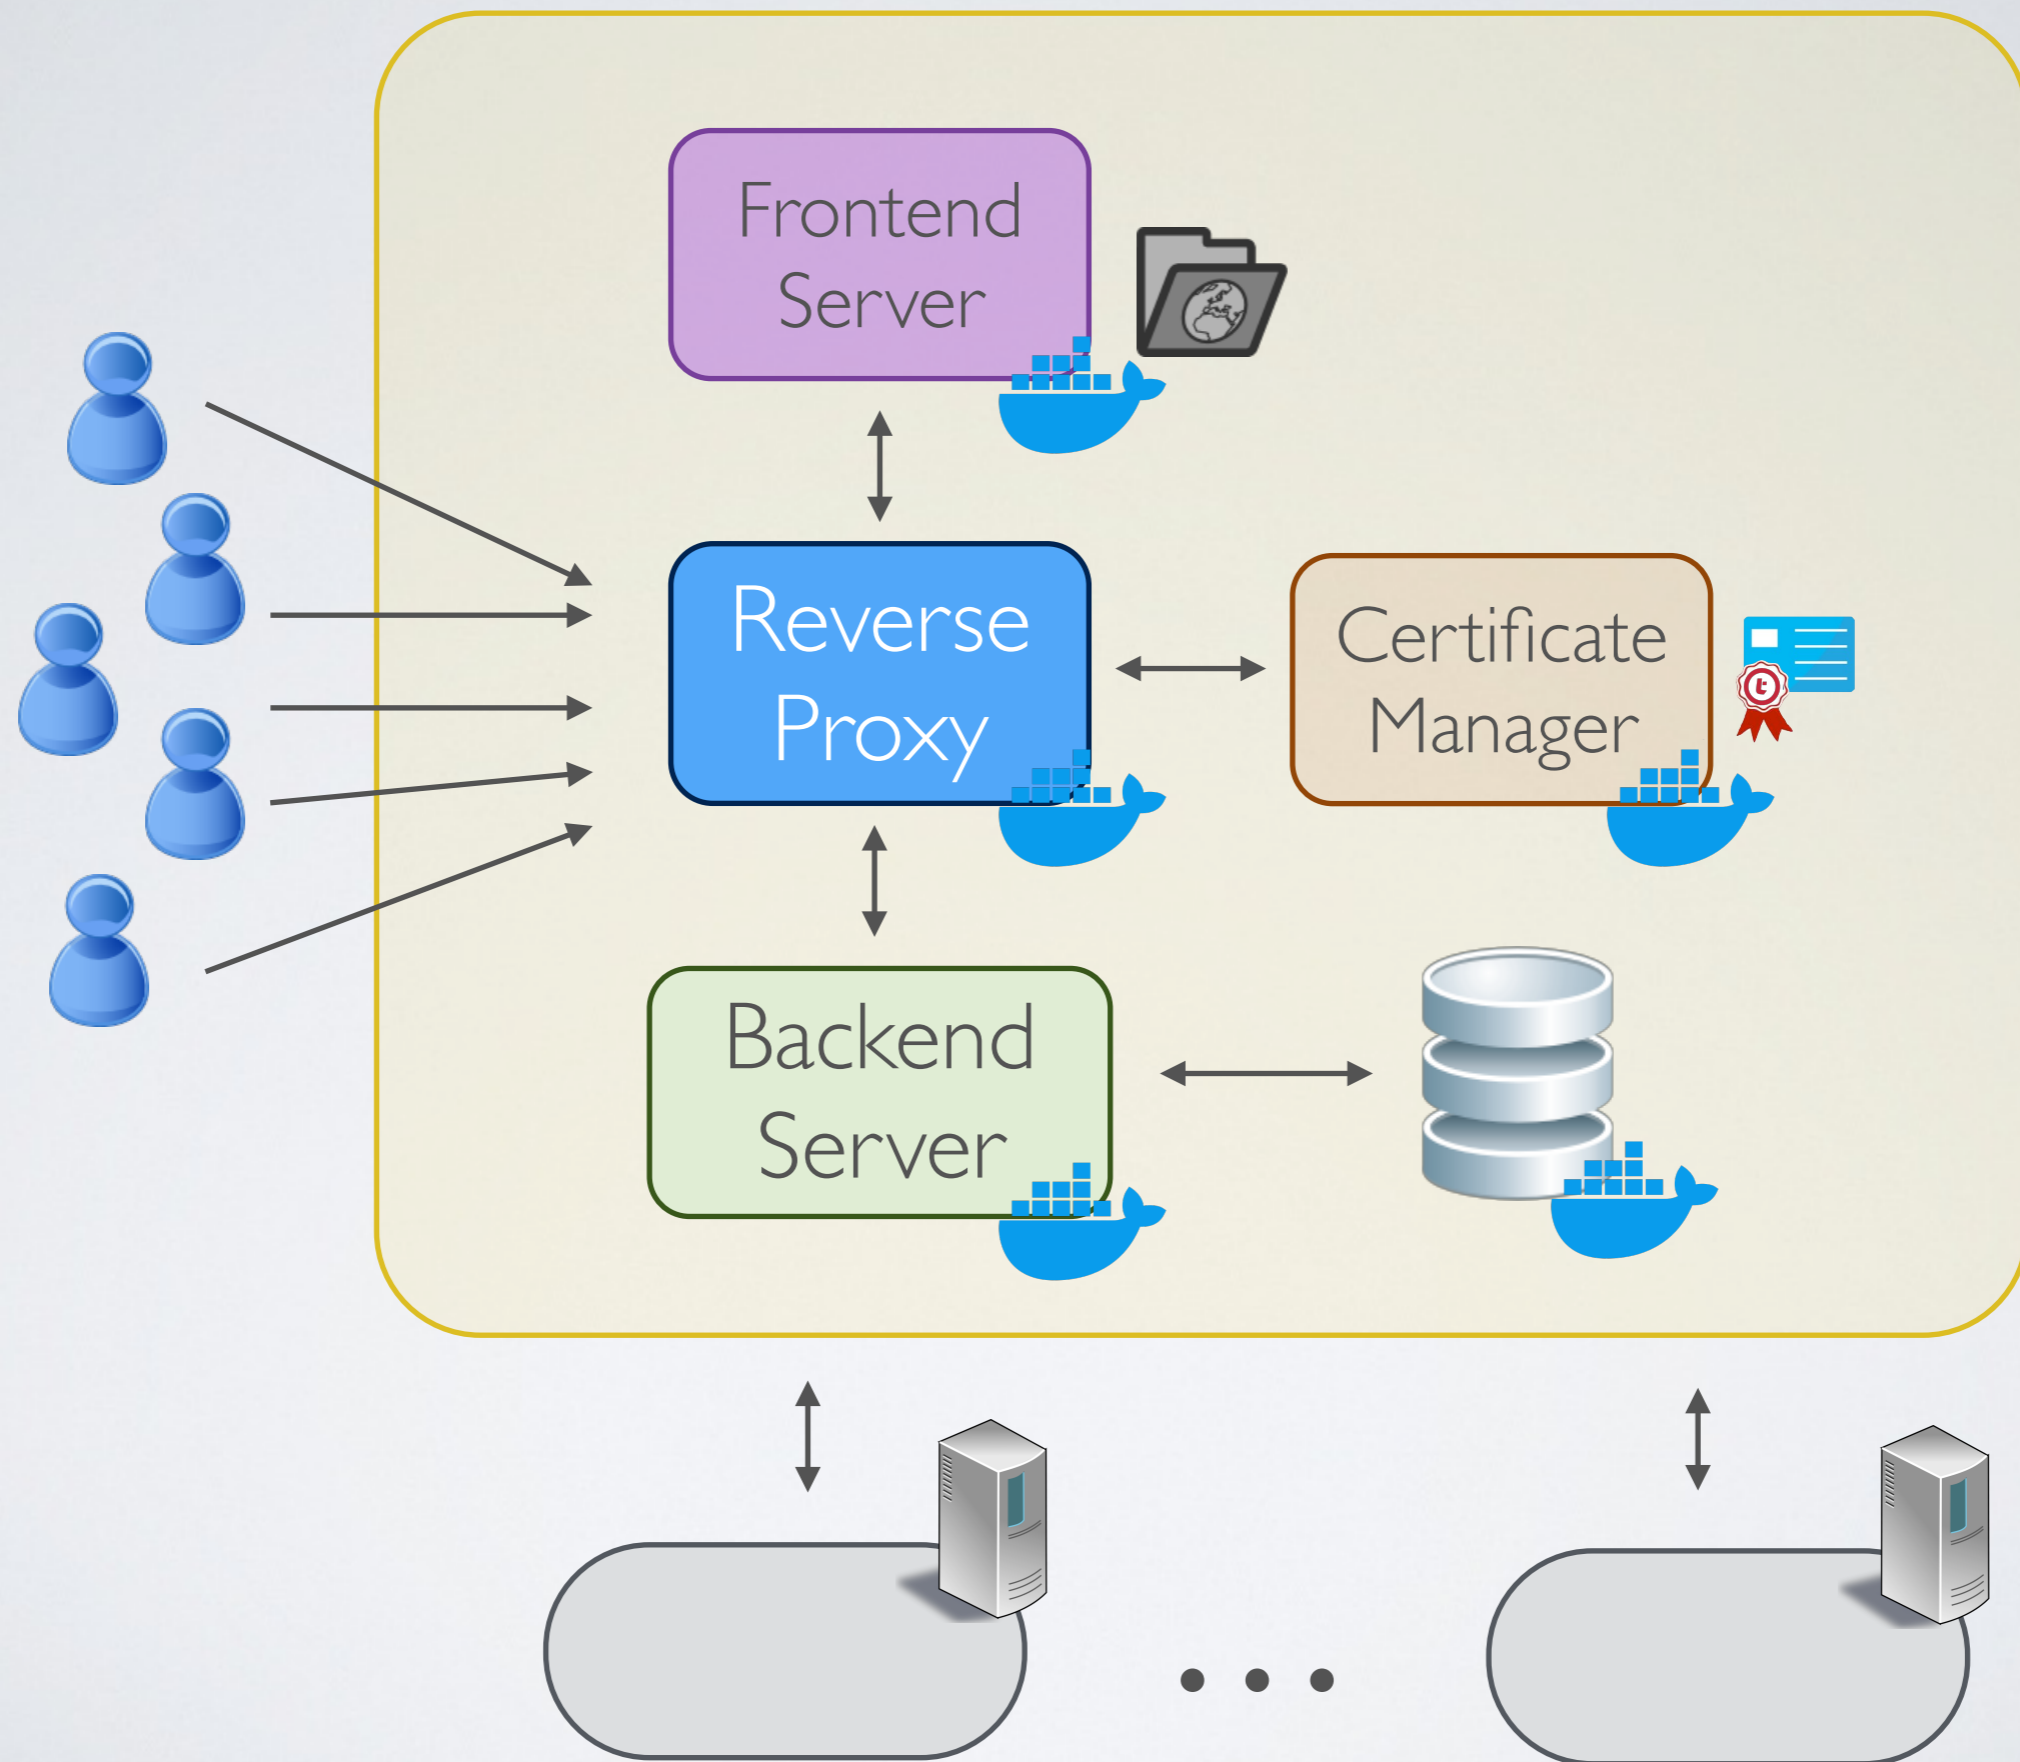 Frontend
Server
Reverse
Proxy
Certificate
Manager
Backend
Server